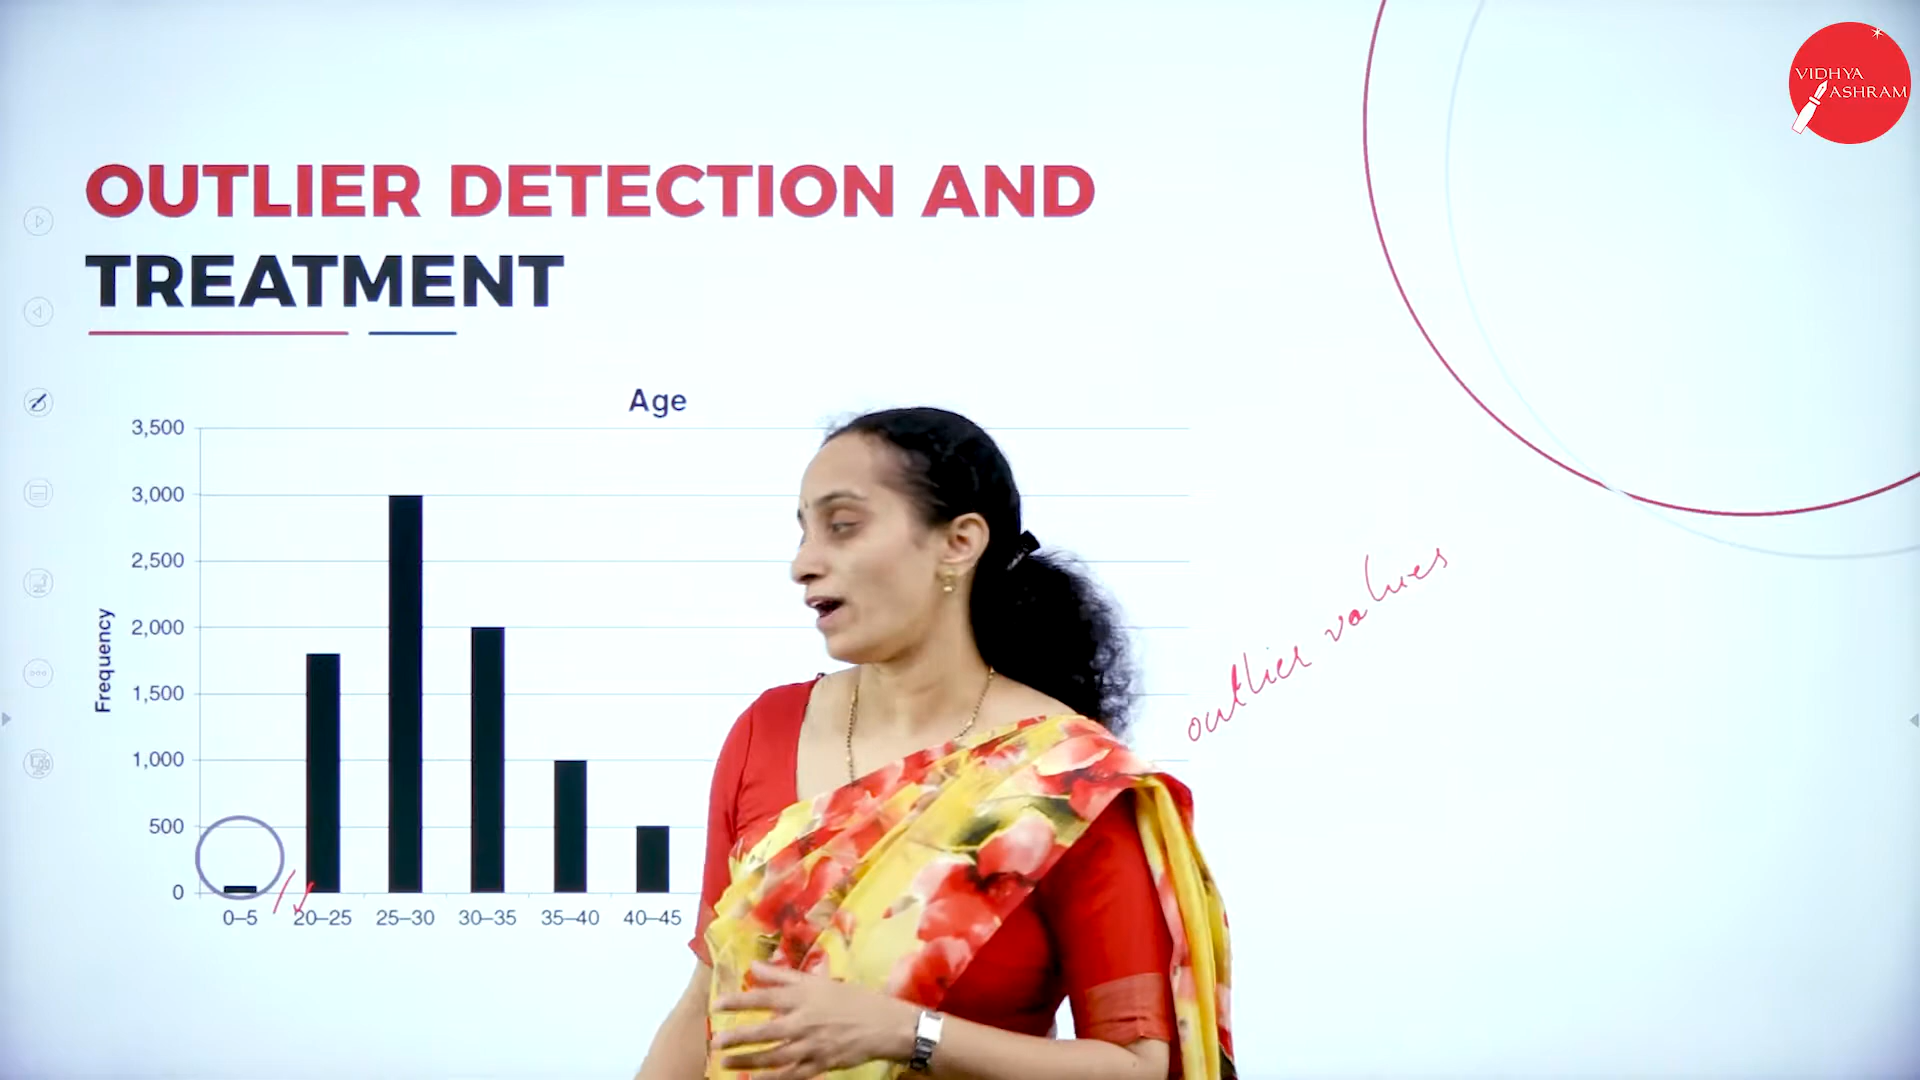 VIDHYA
ASHRAM
OUTLIER DETECTION AND
TREATMENT
Age
3,500
3,000
2,500
2,000
1,500
1,000
500
0
Frequency
0–5 20–25 25–30 30–35 35–40 40–45
outlier values